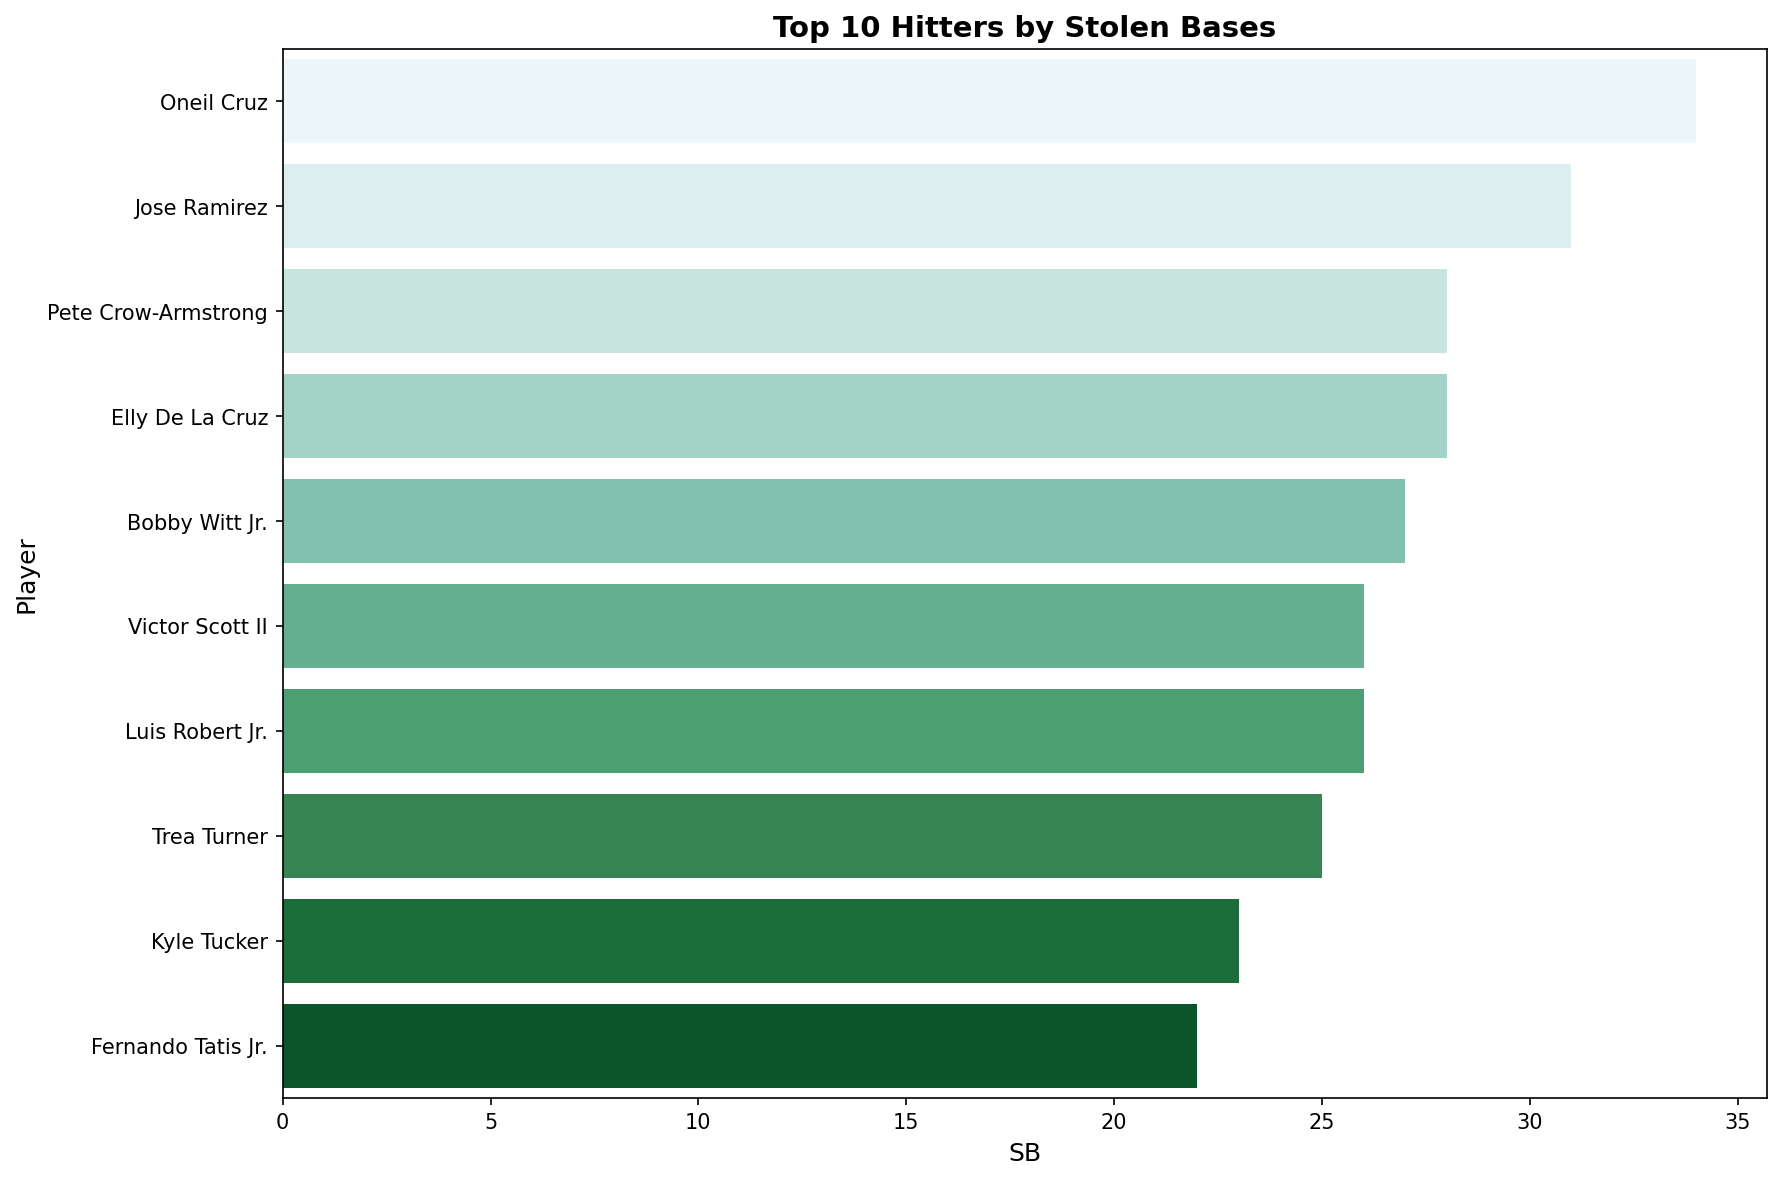 Top 10 Hitters by Stolen Bases
Oneil Cruz
Jose Ramirez
Pete Crow-Armstrong
Elly De La Cruz
Bobby Witt Jr.
Victor Scott II
Luis Robert Jr.
Trea Turner
Kyle Tucker
Fernando Tatis Jr.
Player
0 5 10 15 20 25 30 35
SB